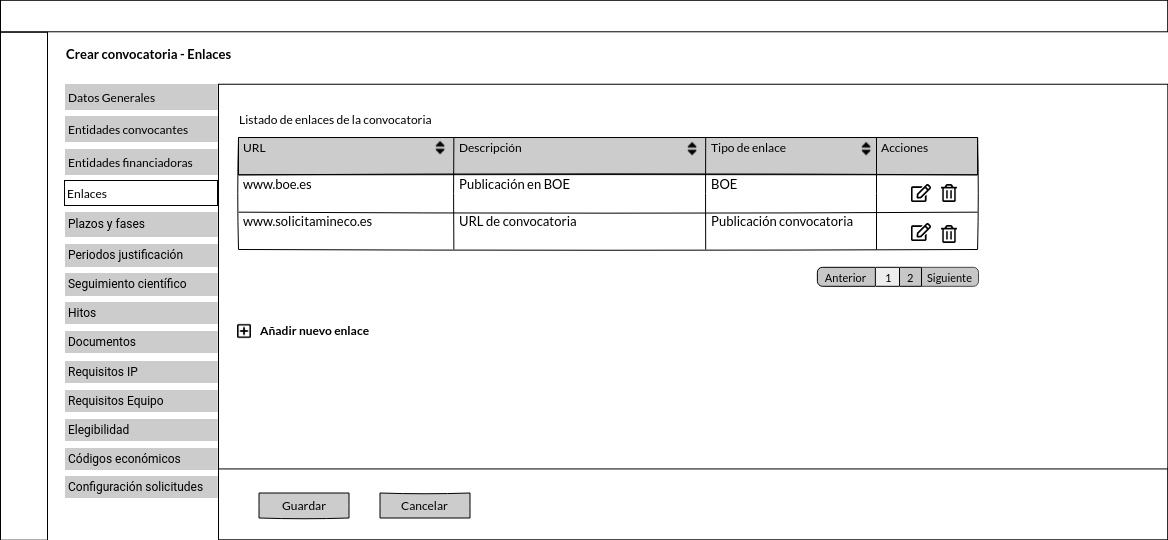 Crear convocatoria - Enlaces
Datos Generales
Entidades convocantes
Entidades financiadoras
Enlaces
Plazos y fases
Periodos justificación
Seguimiento científico
Hitos
Documentos
Requisitos IP
Requisitos Equipo
Elegibilidad
Códigos económicos
Configuración solicitudes
Listado de enlaces de la convocatoria
URL Descripción Tipo de enlace Acciones
www.boe.es Publicación en BOE BOE
www.solicitamineco.es URL de convocatoria Publicación convocatoria
Anterior 1 2 Siguiente
Añadir nuevo enlace
Guardar Cancelar